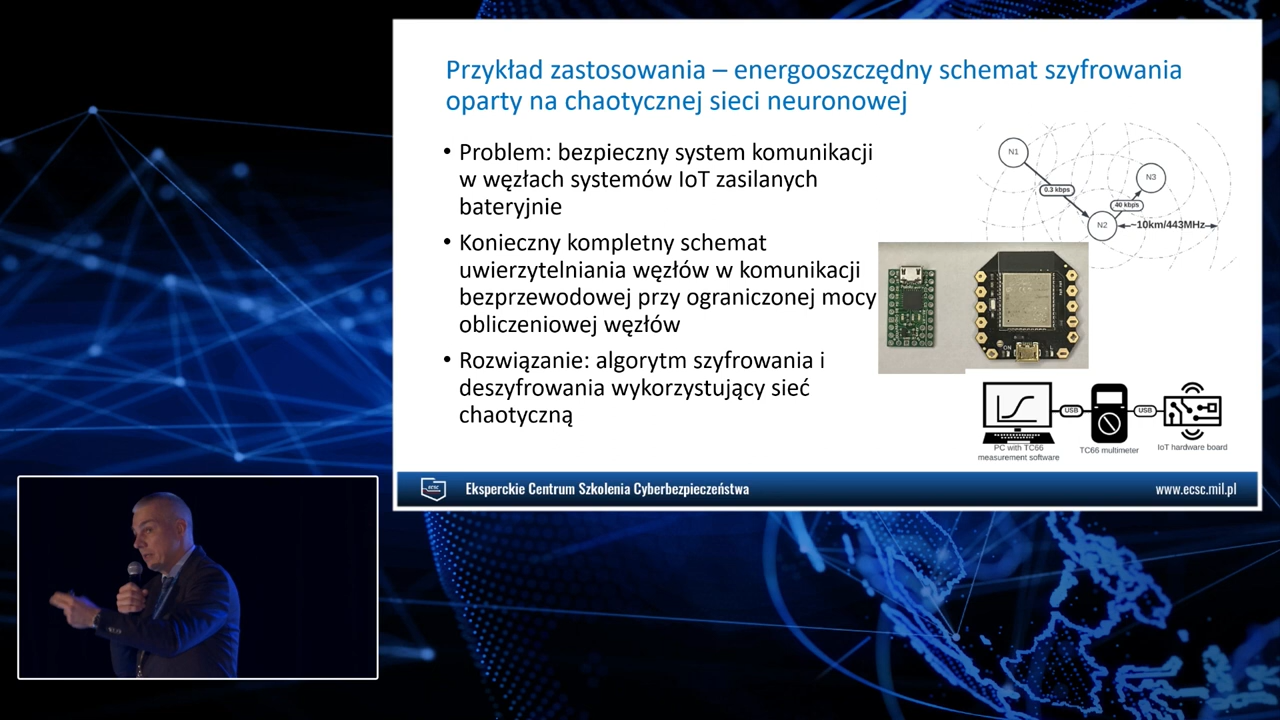 Przykład zastosowania – energooszczędny schemat szyfrowania
oparty na chaotycznej sieci neuronowej
• Problem: bezpieczny system komunikacji
w węzłach systemów IoT zasilanych
bateryjnie
• Konieczny kompletny schemat
uwierzytelniania węzłów w komunikacji
bezprzewodowej przy ograniczonej mocy
obliczeniowej węzłów
• Rozwiązanie: algorytm szyfrowania i
deszyfrowania wykorzystujący sieć
chaotyczną
N1
N3
0.3 kbps
40 kbps
N2
~10km/443MHz
USB
USB
PC with TC66
measurement software
TC66 multimeter
IoT hardware board
ecsc
Eksperckie Centrum Szkolenia Cyberbezpieczeństwa
www.ecsc.mil.pl